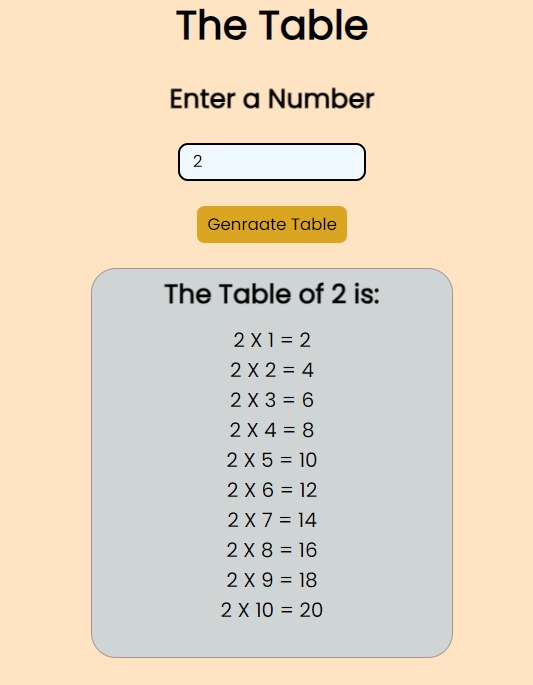 The Table
Enter a Number
2
Genraate Table
The Table of 2 is:
2 X 1 = 2
2 X 2 = 4
2 X 3 = 6
2 X 4 = 8
2 X 5 = 10
2 X 6 = 12
2 X 7 = 14
2 X 8 = 16
2 X 9 = 18
2 X 10 = 20